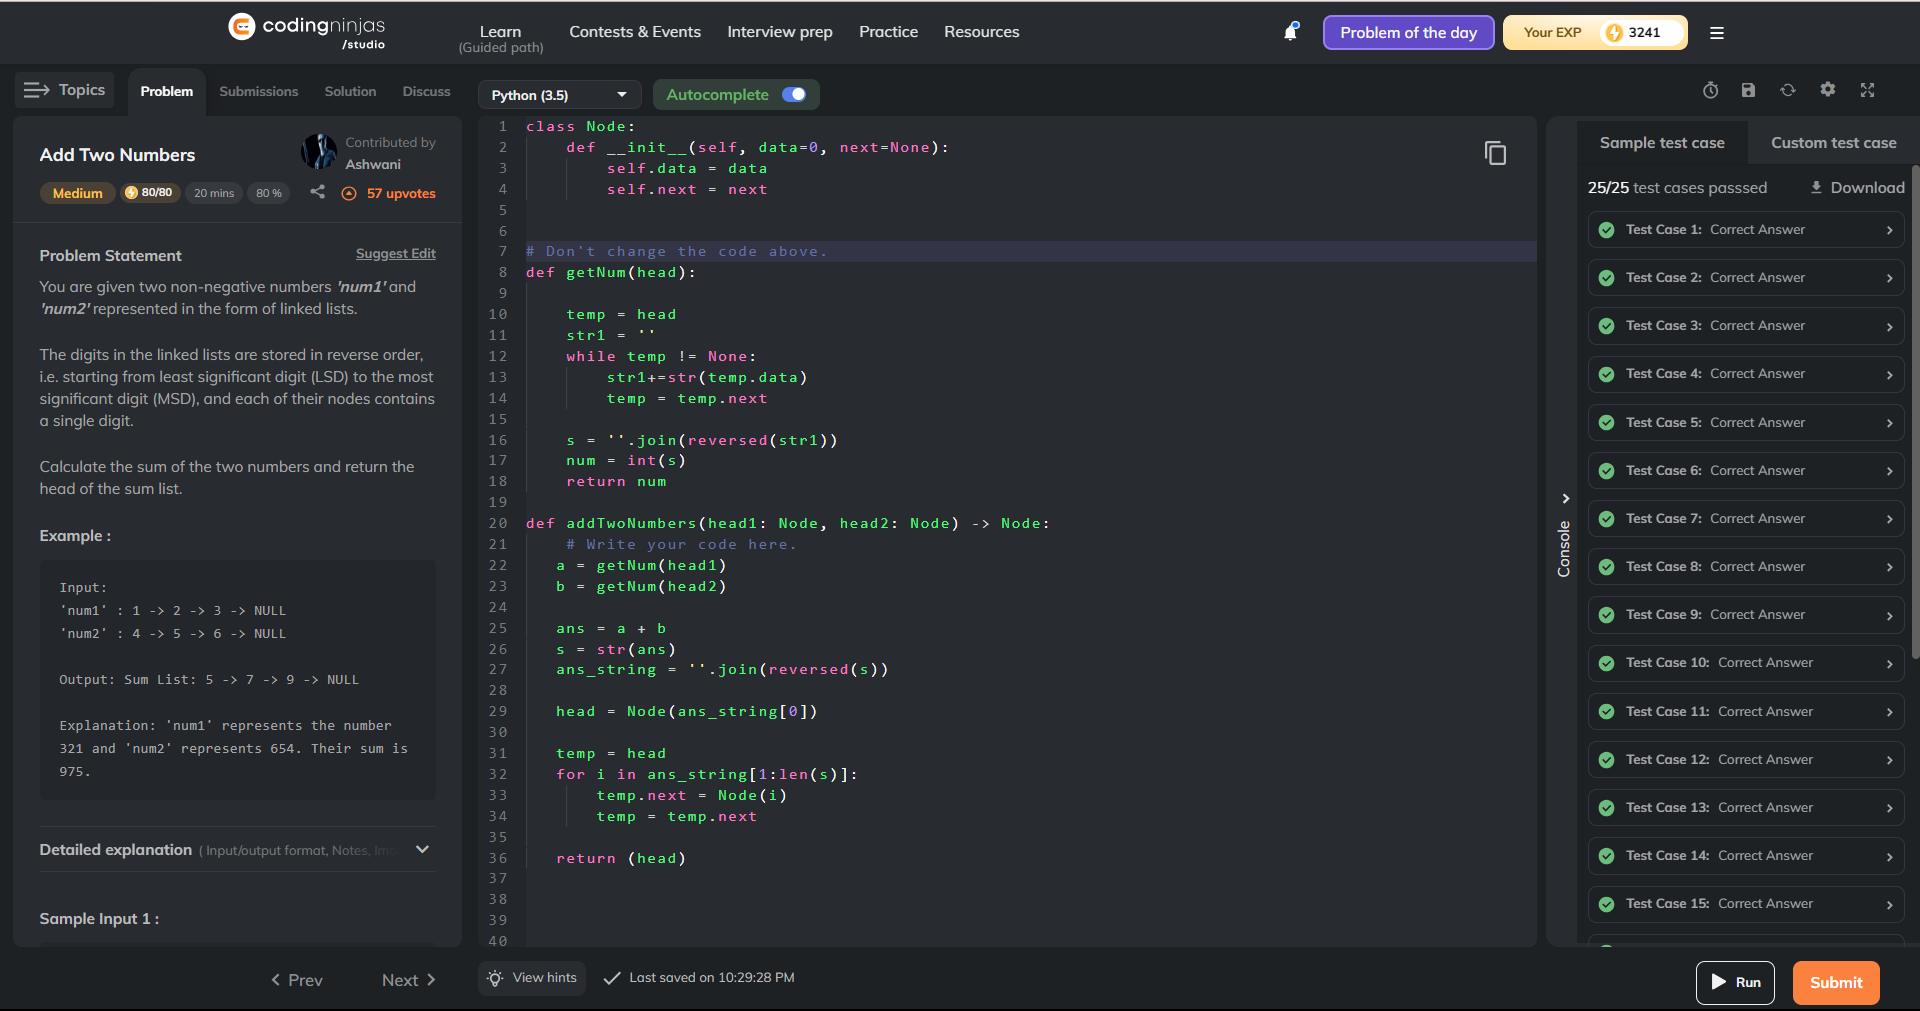 codingninjas
/studio
Learn
(Guided path)
Contests & Events
Interview prep
Practice
Resources
Problem of the day
Your EXP
3241
Topics
Problem
Submissions
Solution
Discuss
Python (3.5)
Autocomplete
Add Two Numbers
Contributed by
Ashwani
Medium
80/80
20 mins
80 %
57 upvotes
Problem Statement
Suggest Edit
You are given two non-negative numbers 'num1' and
'num2' represented in the form of linked lists.
The digits in the linked lists are stored in reverse order,
i.e. starting from least significant digit (LSD) to the most
significant digit (MSD), and each of their nodes contains
a single digit.
Calculate the sum of the two numbers and return the
head of the sum list.
Example :
Input:
'num1' : 1 -> 2 -> 3 -> NULL
'num2' : 4 -> 5 -> 6 -> NULL
Output: Sum List: 5 -> 7 -> 9 -> NULL
Explanation: 'num1' represents the number
321 and 'num2' represents 654. Their sum is
975.
Detailed explanation ( Input/output format, Notes,
Sample Input 1 :
Prev
Next
1 class Node:
2 def __init__(self, data=0, next=None):
3 self.data = data
4 self.next = next
5
6
7 # Don't change the code above.
8 def getNum(head):
9
10 temp = head
11 str1 = ''
12 while temp != None:
13 str1+=str(temp.data)
14 temp = temp.next
15
16 s = ''.join(reversed(str1))
17 num = int(s)
18 return num
19
20 def addTwoNumbers(head1: Node, head2: Node) -> Node:
21 # Write your code here.
22 a = getNum(head1)
23 b = getNum(head2)
24
25 ans = a + b
26 s = str(ans)
27 ans_string = ''.join(reversed(s))
28
29 head = Node(ans_string[0])
30
31 temp = head
32 for i in ans_string[1:len(s)]:
33 temp.next = Node(i)
34 temp = temp.next
35
36 return (head)
37
38
39
40
View hints
Last saved on 10:29:28 PM
Console
Sample test case
Custom test case
25/25 test cases passsed
Download
Test Case 1: Correct Answer
Test Case 2: Correct Answer
Test Case 3: Correct Answer
Test Case 4: Correct Answer
Test Case 5: Correct Answer
Test Case 6: Correct Answer
Test Case 7: Correct Answer
Test Case 8: Correct Answer
Test Case 9: Correct Answer
Test Case 10: Correct Answer
Test Case 11: Correct Answer
Test Case 12: Correct Answer
Test Case 13: Correct Answer
Test Case 14: Correct Answer
Test Case 15: Correct Answer
Run
Submit